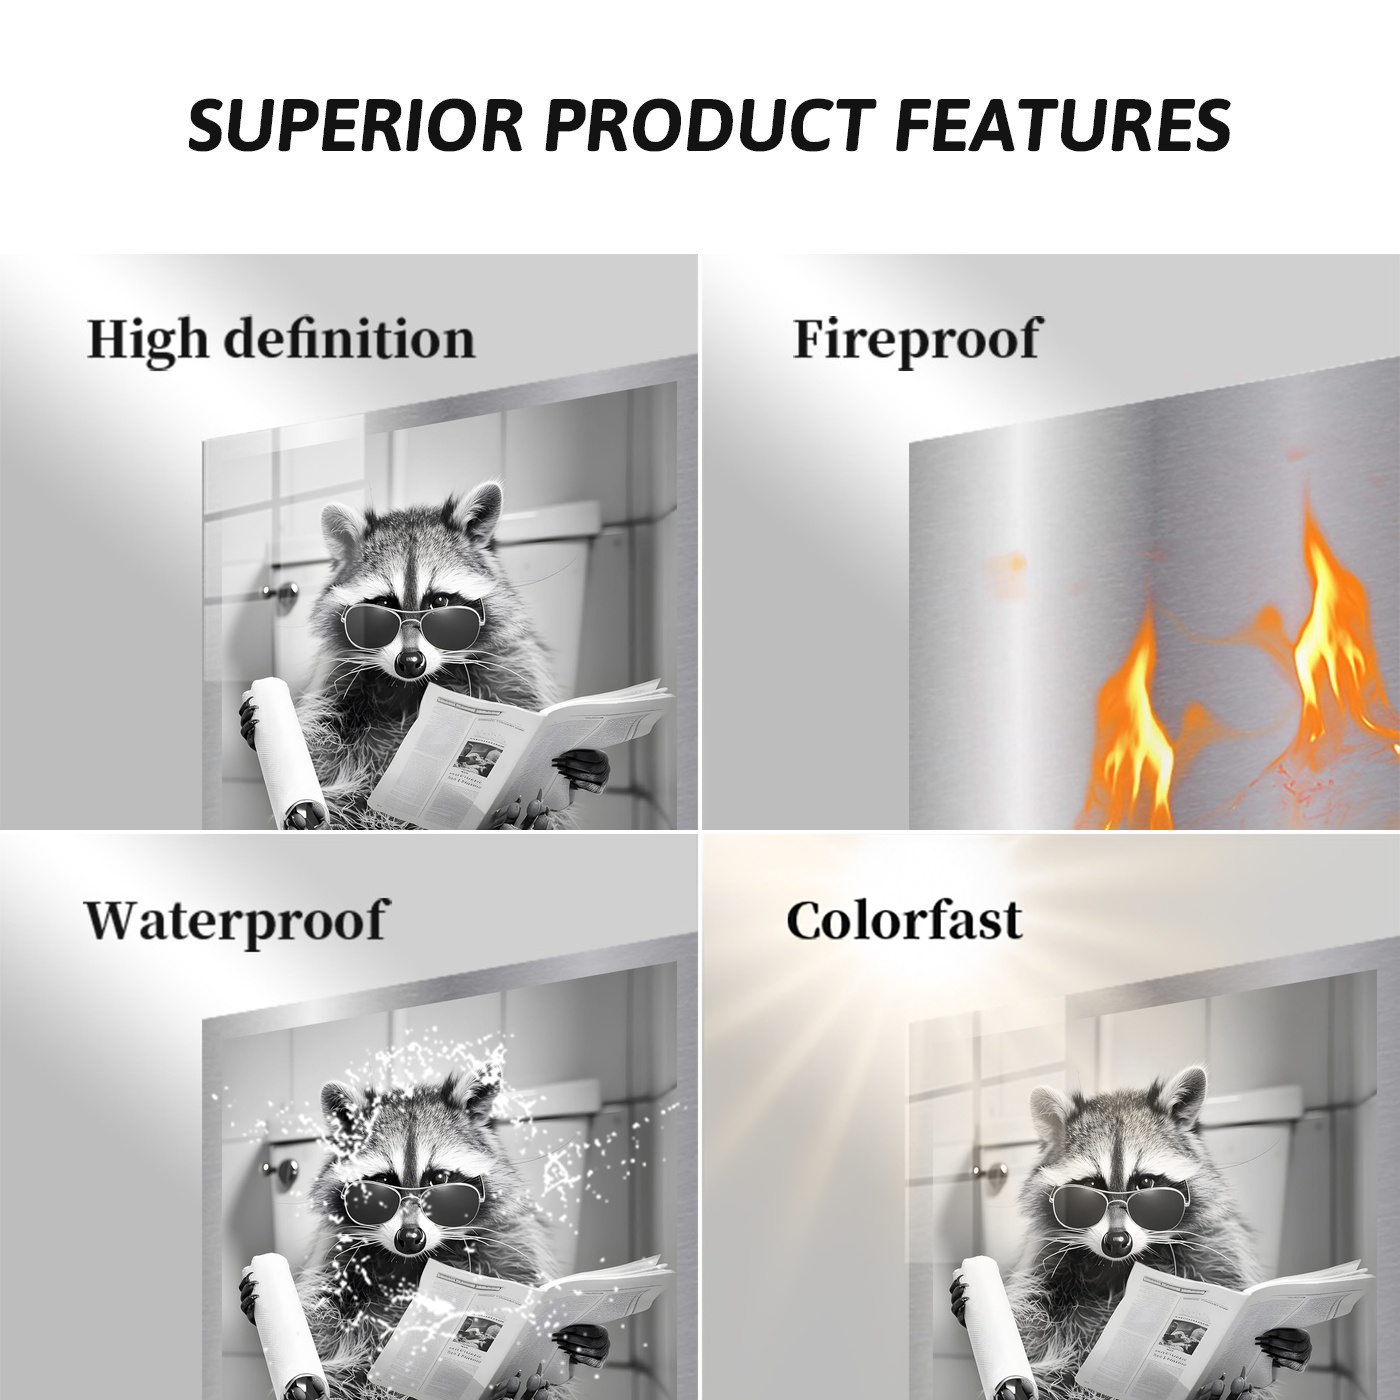 SUPERIOR PRODUCT FEATURES
High definition
Fireproof
Waterproof
Colorfast